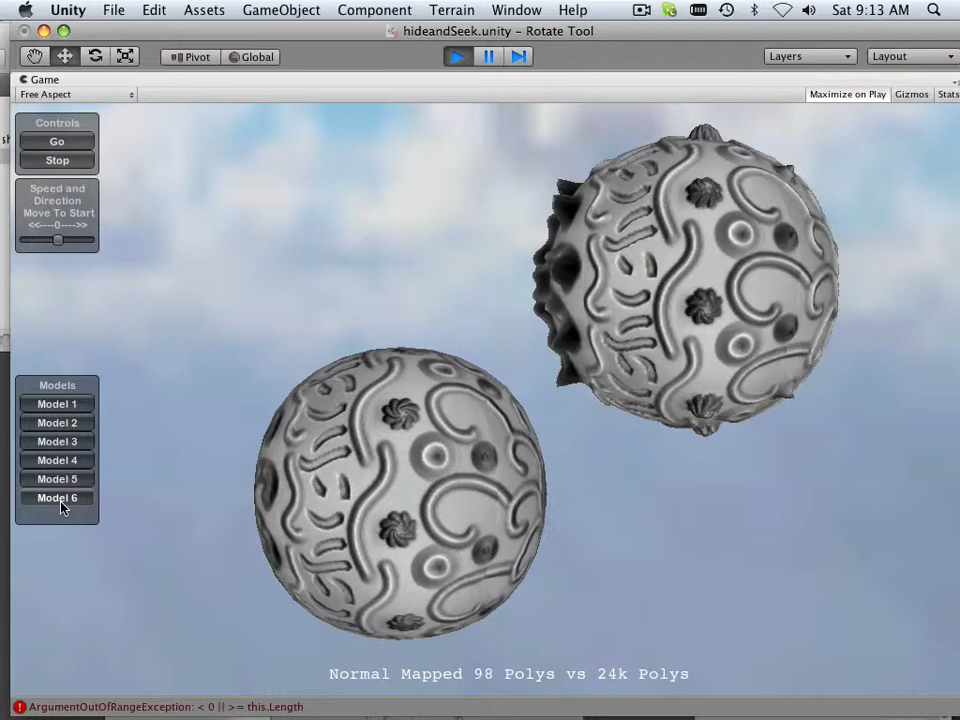 Unity File Edit Assets GameObject Component Terrain Window Help Sat 9:13 AM
hideandSeek.unity - Rotate Tool
Pivot Global Layers Layout
Game
Free Aspect Maximize on Play Gizmos Stats
Controls
Go
Stop
Speed and
Direction
Move To Start
<<----0---->>
Models
Model 1
Model 2
Model 3
Model 4
Model 5
Model 6
Normal Mapped 98 Polys vs 24k Polys
ArgumentOutOfRangeException: < 0 || >= this.Length